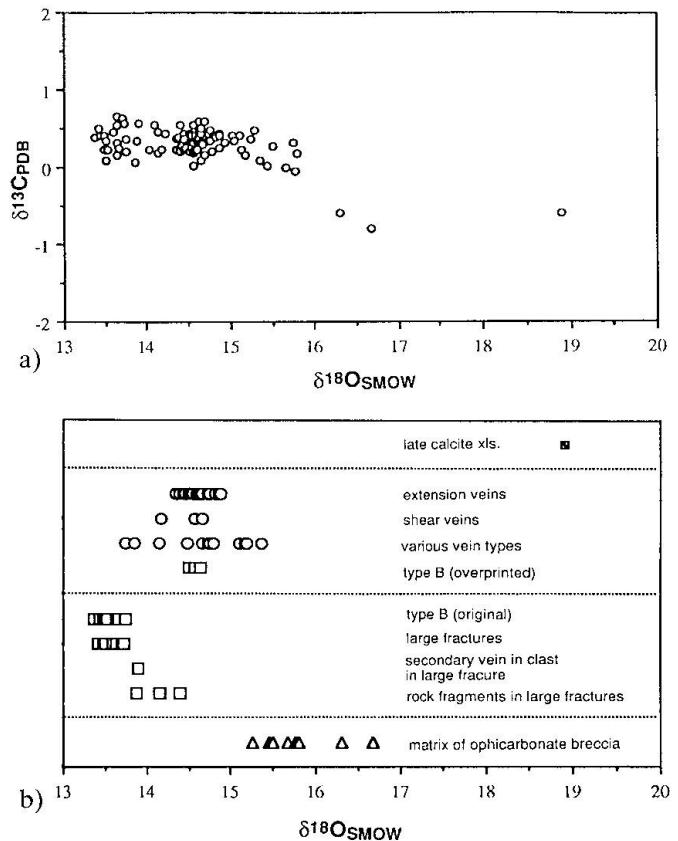 2
1
0
-1
-2
δ13CPDB
13 14 15 16 17 18 19 20
a)
δ18OSMOW
late calcite xls.
extension veins
shear veins
various vein types
type B (overprinted)
type B (original)
large fractures
secondary vein in clast
in large fracure
rock fragments in large fractures
matrix of ophicarbonate breccia
13 14 15 16 17 18 19 20
b)
δ18OSMOW